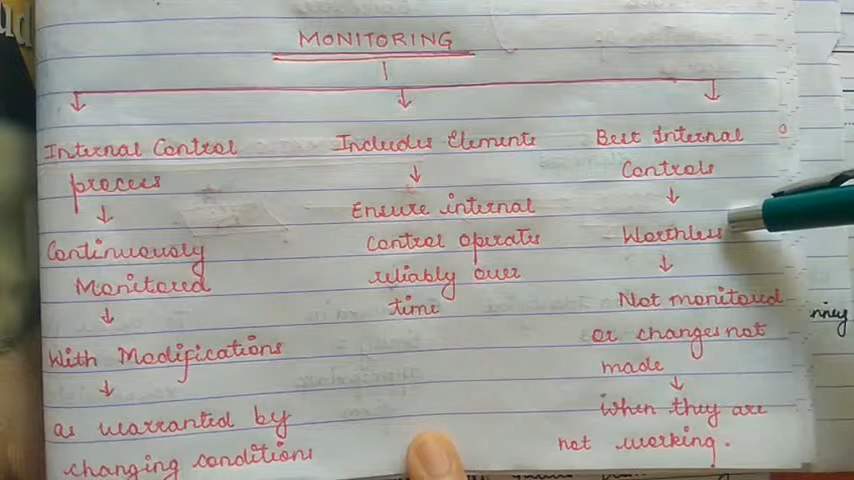 MONITORING
Internal Control
process
Continuously
Monitored
With Modifications
as warranted by
changing conditions
Includes Elements
Ensure internal
Control operates
reliably over
time
Best Internal
Controls
Worthless
Not monitored
or changes not
made
when they are
not working.